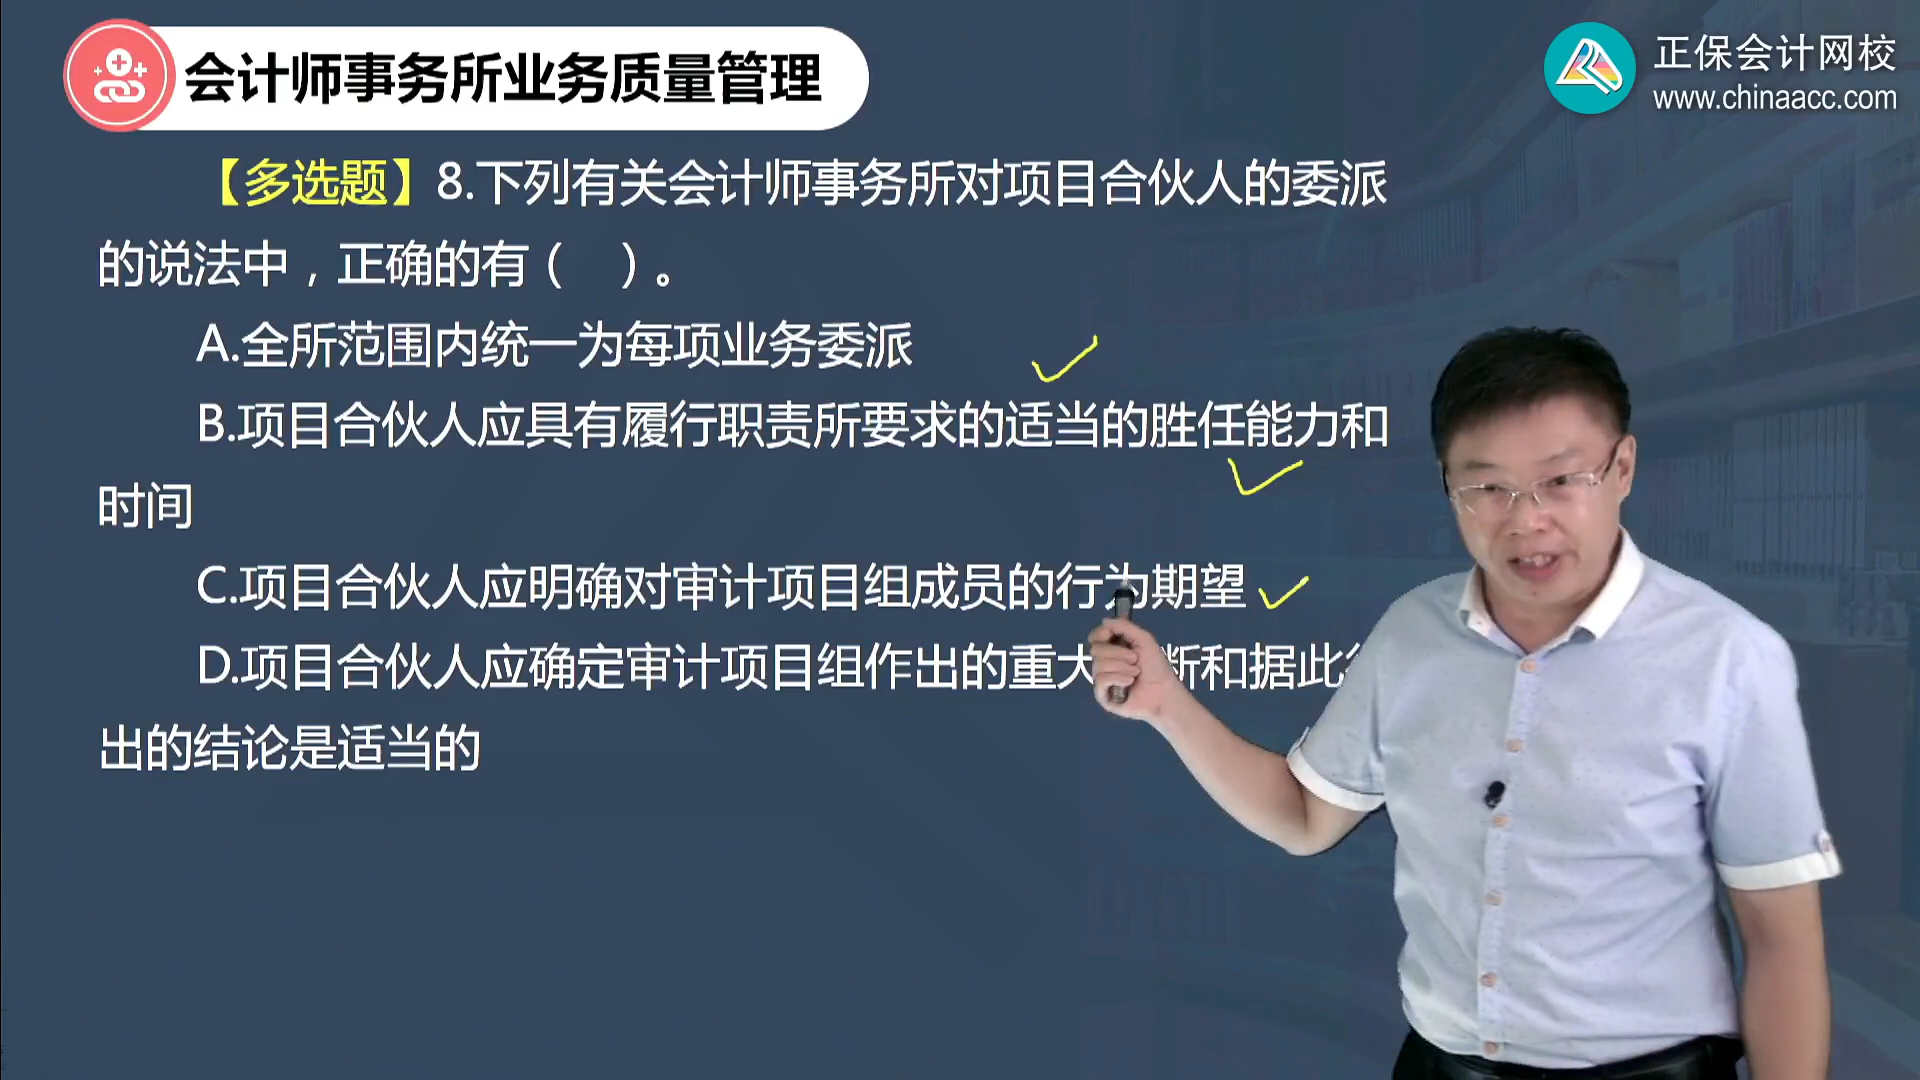 会计师事务所业务质量管理
正保会计网校
www.chinaacc.com
【多选题】8.下列有关会计师事务所对项目合伙人的委派
的说法中，正确的有（　）。
A.全所范围内统一为每项业务委派
B.项目合伙人应具有履行职责所要求的适当的胜任能力和
时间
C.项目合伙人应明确对审计项目组成员的行为期望
D.项目合伙人应确定审计项目组作出的重大 断和据此
出的结论是适当的